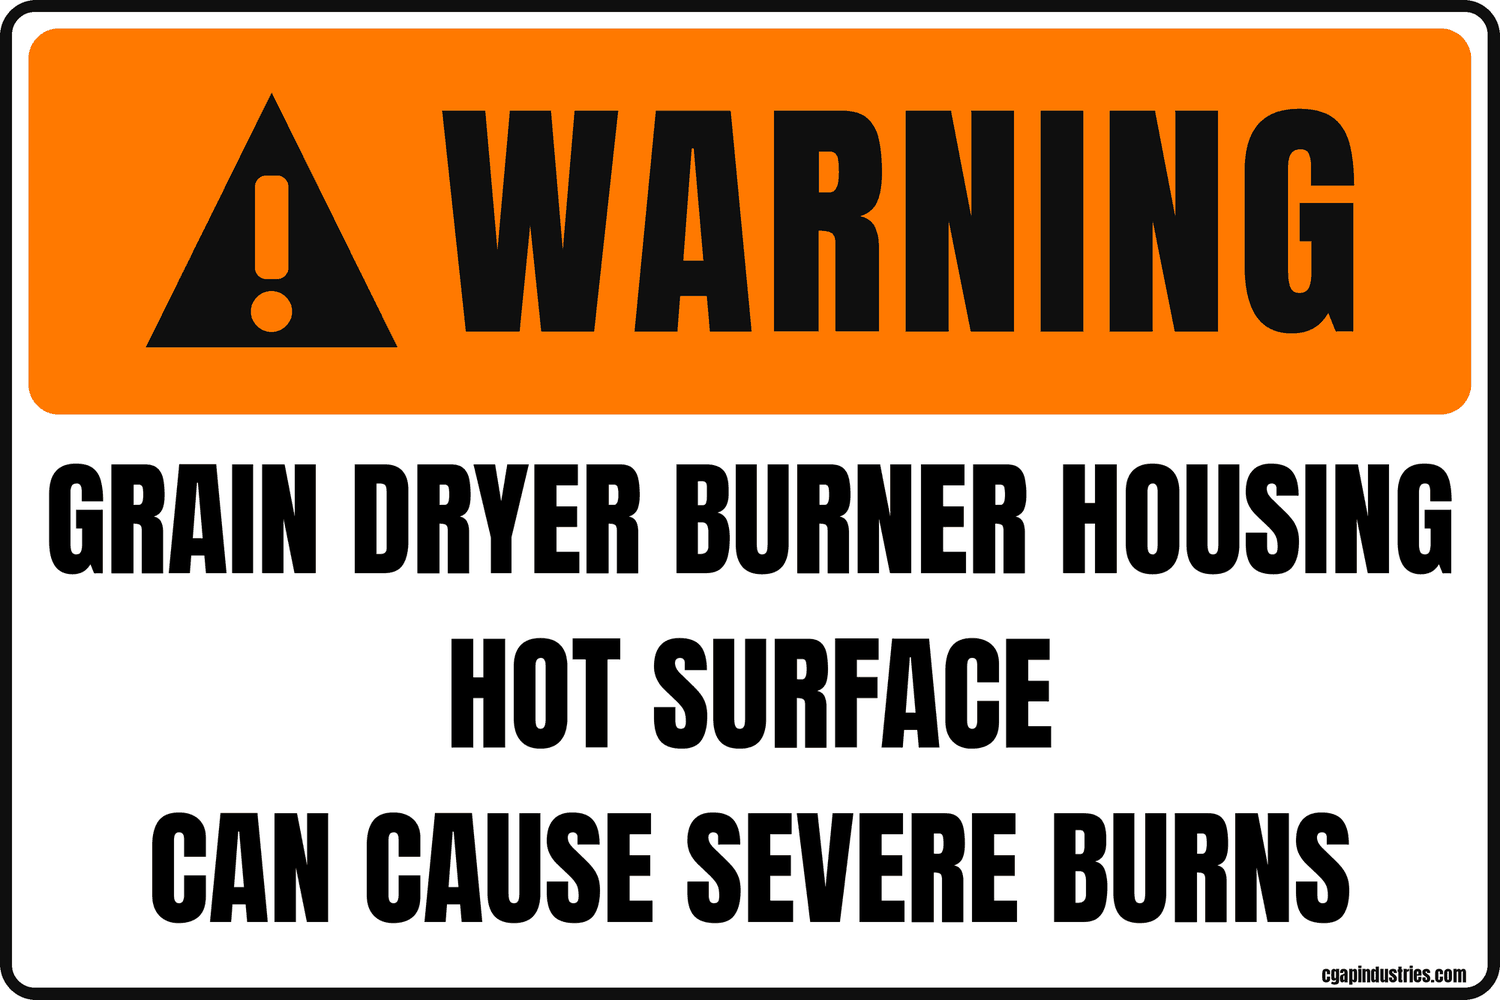 WARNING
GRAIN DRYER BURNER HOUSING
HOT SURFACE
CAN CAUSE SEVERE BURNS
cgapindustries.com